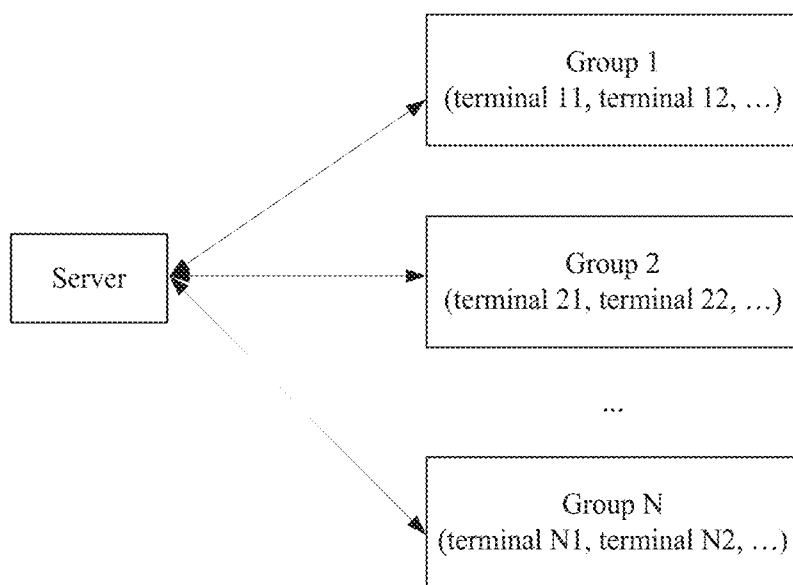 Group 1
(terminal 11, terminal 12, ...)
Server
Group 2
(terminal 21, terminal 22, ...)
...
Group N
(terminal N1, terminal N2, ...)